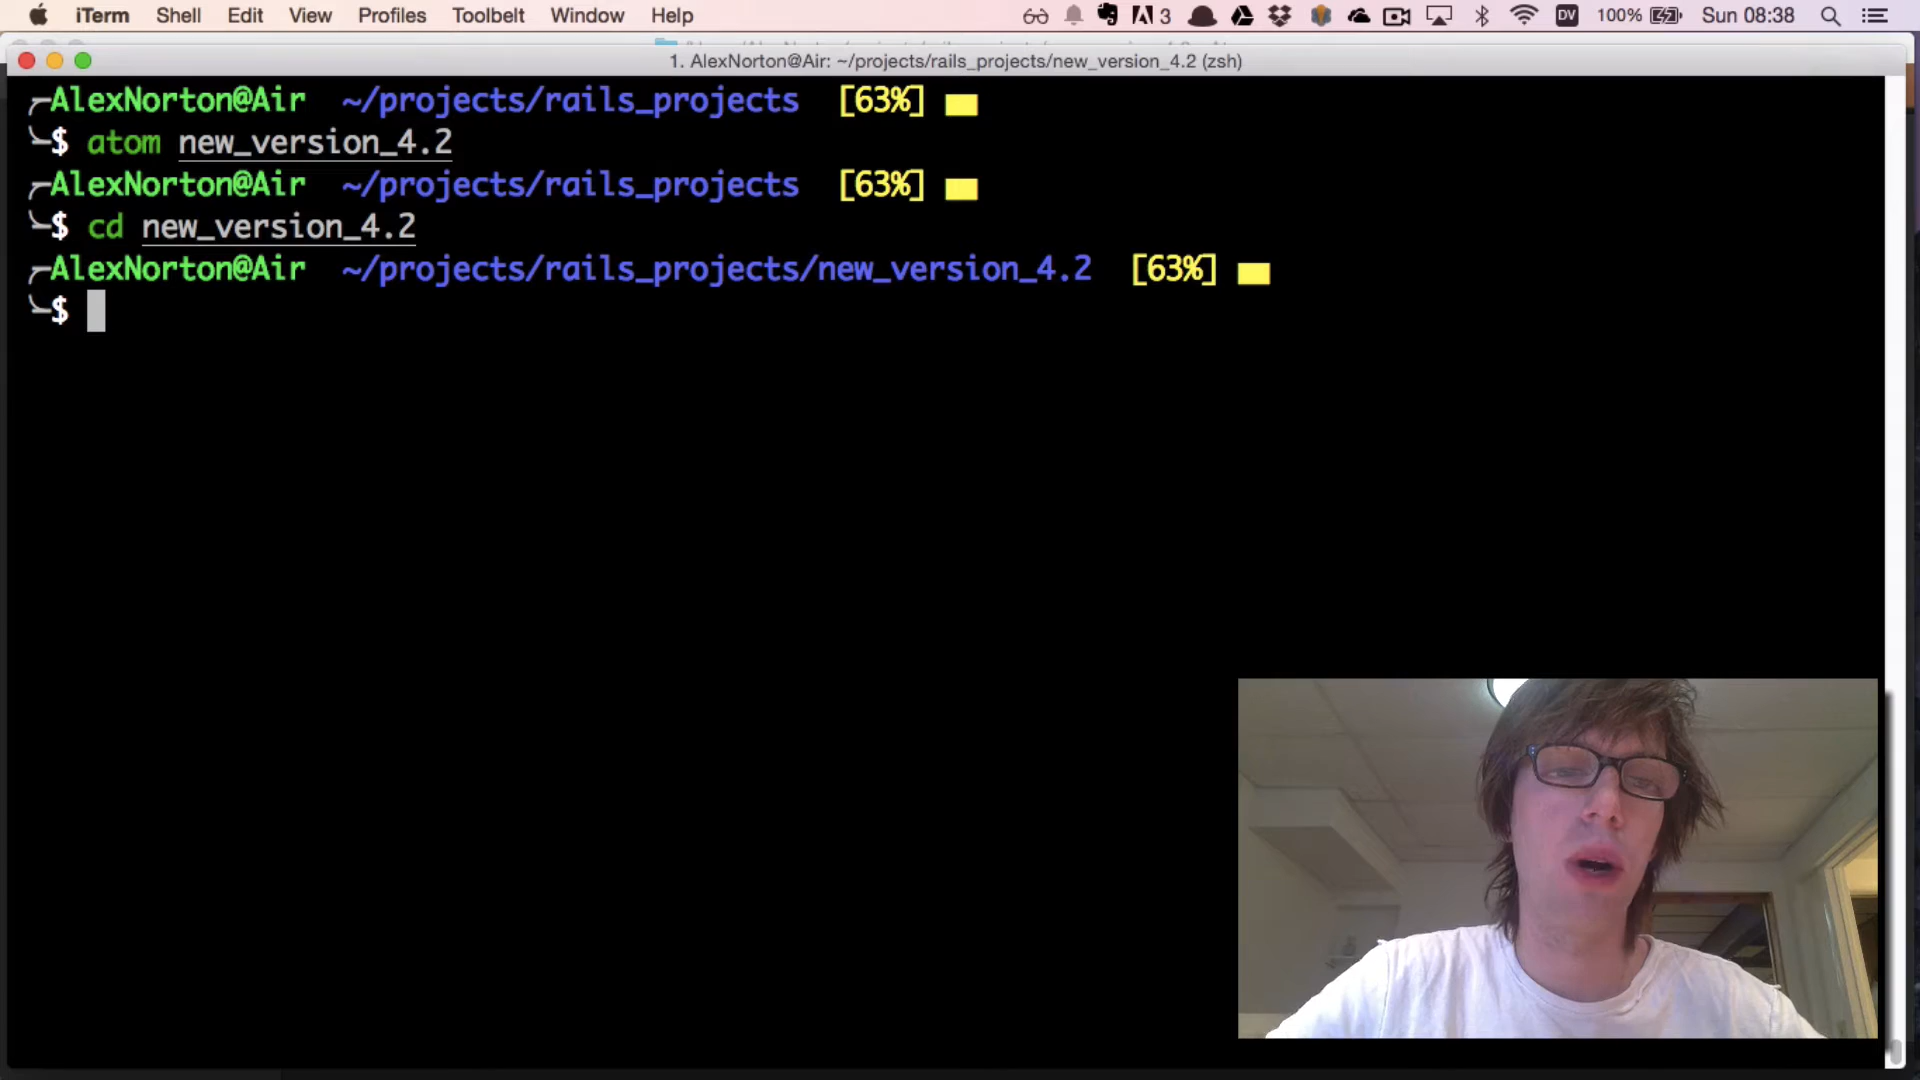 iTerm Shell Edit View Profiles Toolbelt Window Help 3 DV 100% Sun 08:38
1. AlexNorton@Air: ~/projects/rails_projects/new_version_4.2 (zsh)
AlexNorton@Air ~/projects/rails_projects [63%]
$ atom new_version_4.2
AlexNorton@Air ~/projects/rails_projects [63%]
$ cd new_version_4.2
AlexNorton@Air ~/projects/rails_projects/new_version_4.2 [63%]
$